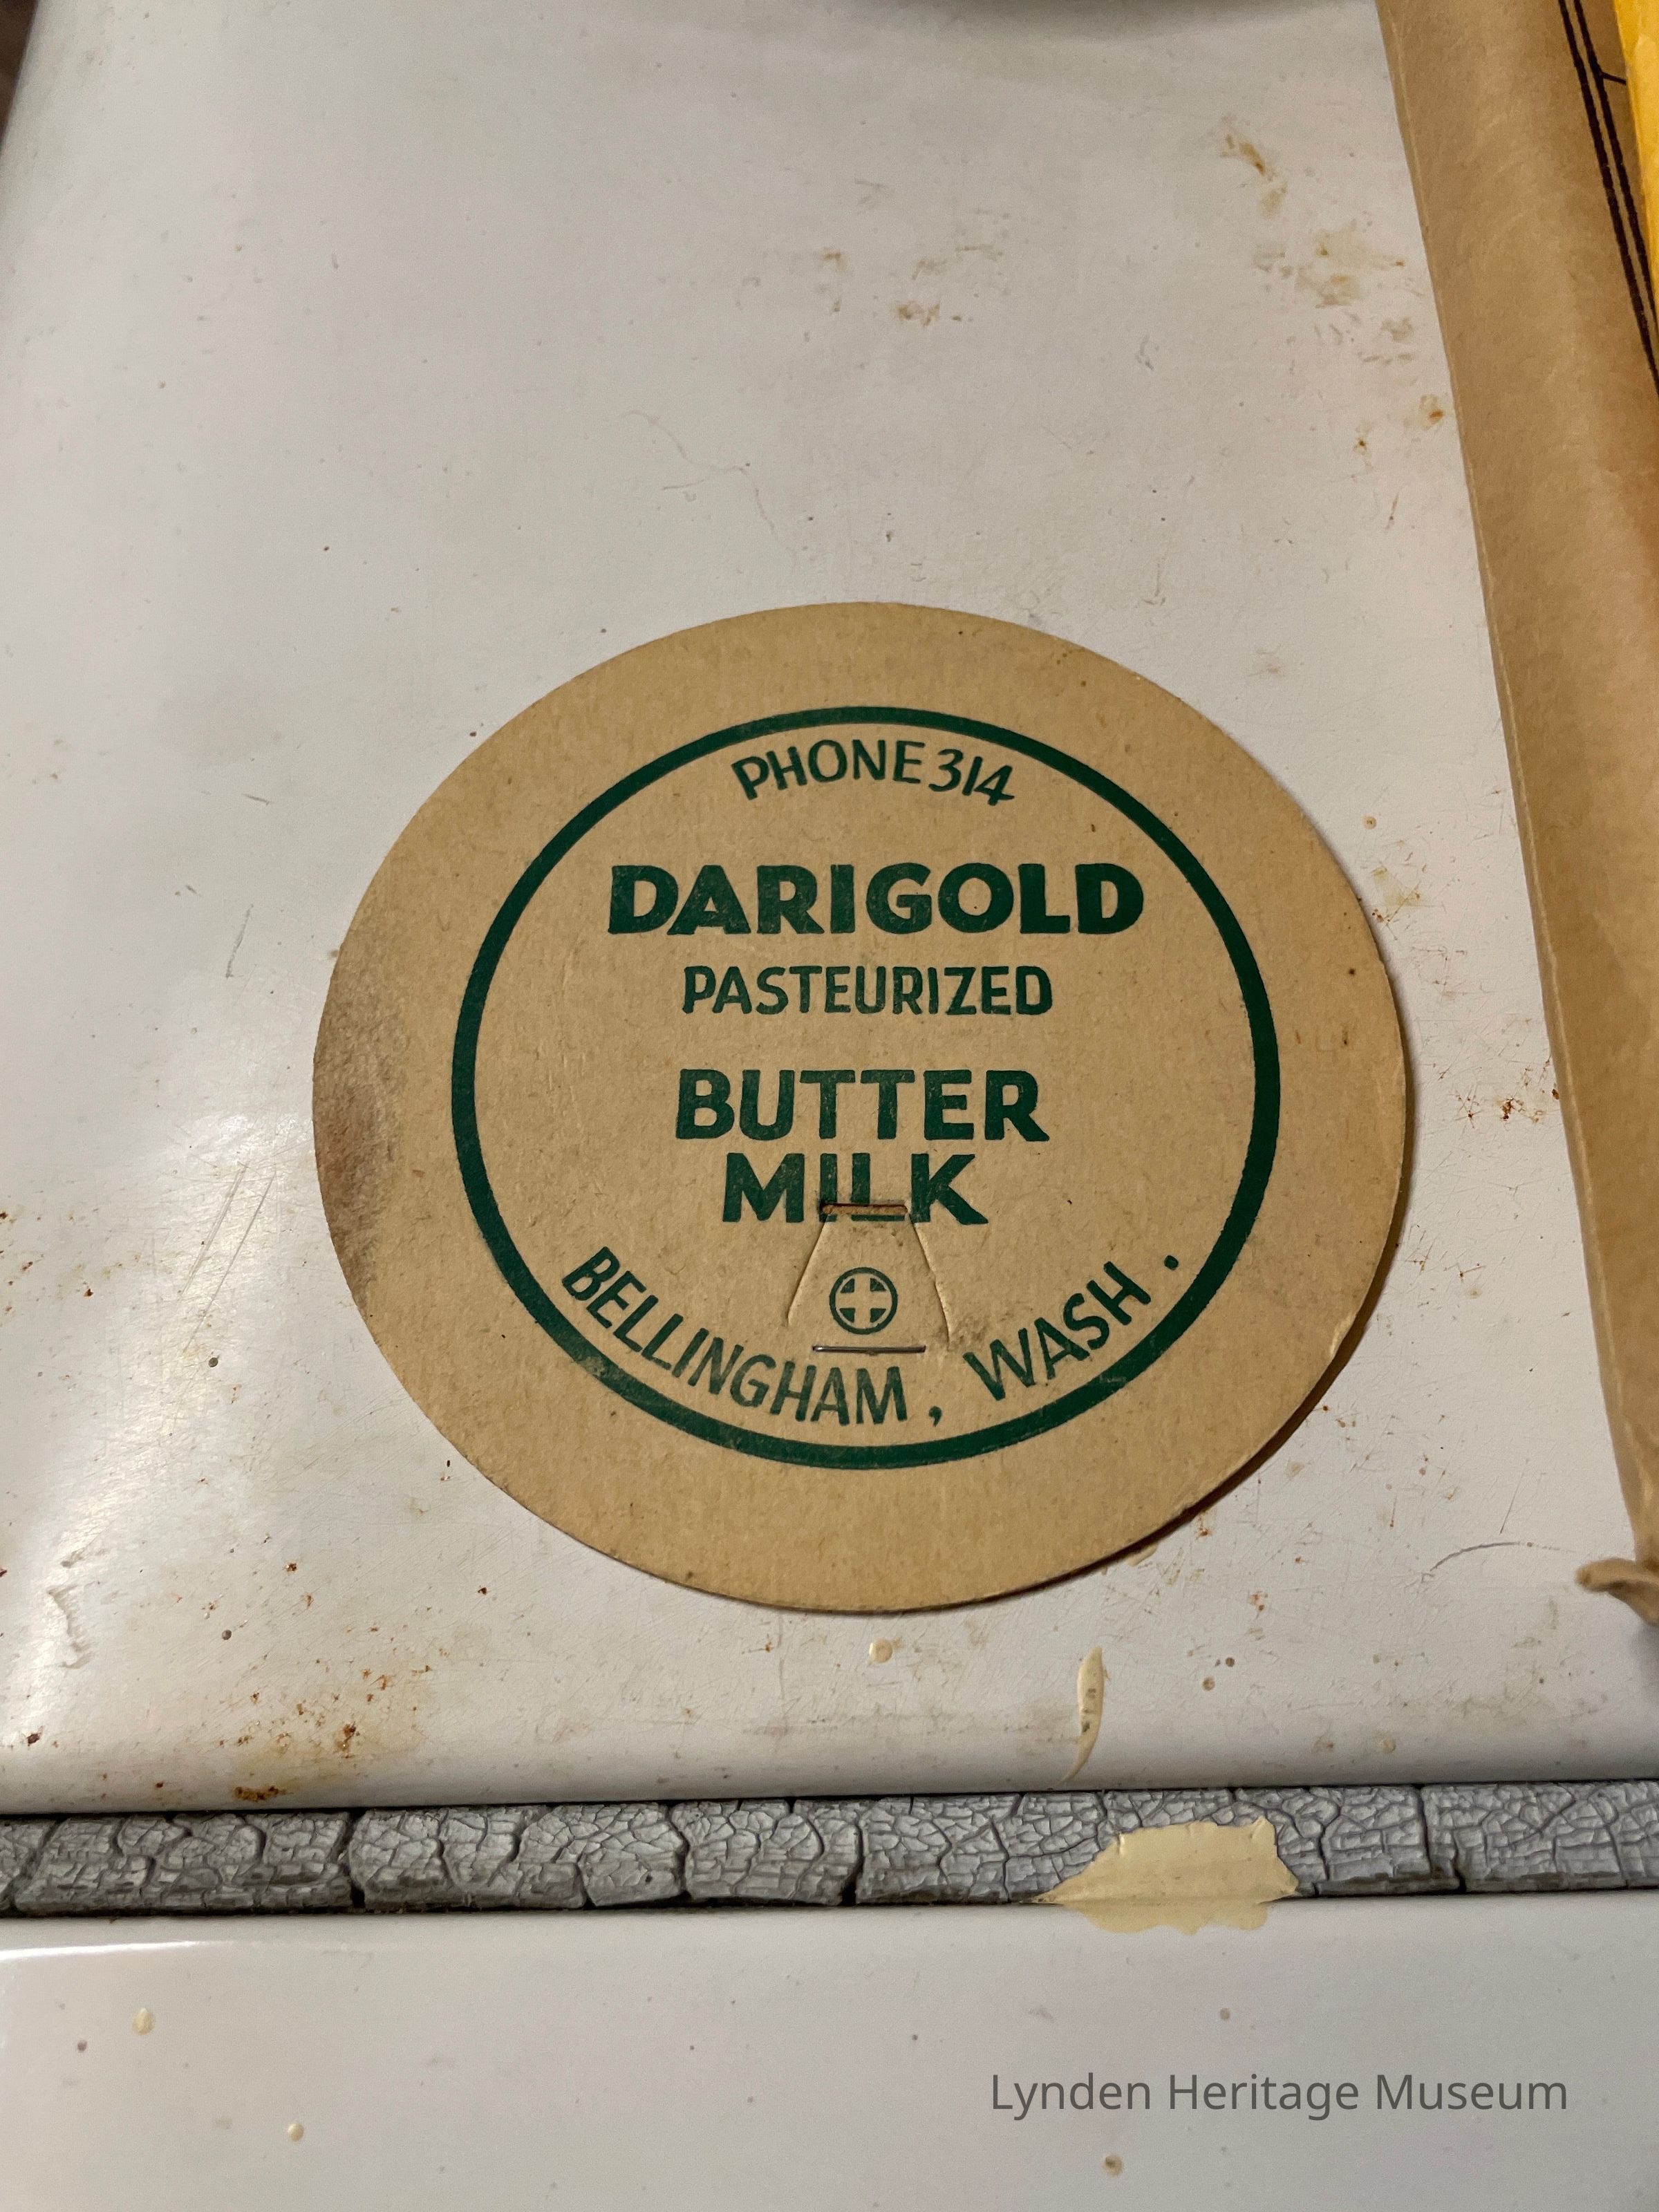 PHONE 314
DARIGOLD
PASTEURIZED
BUTTER
MILK
BELLINGHAM, WASH.
Lynden Heritage Museum